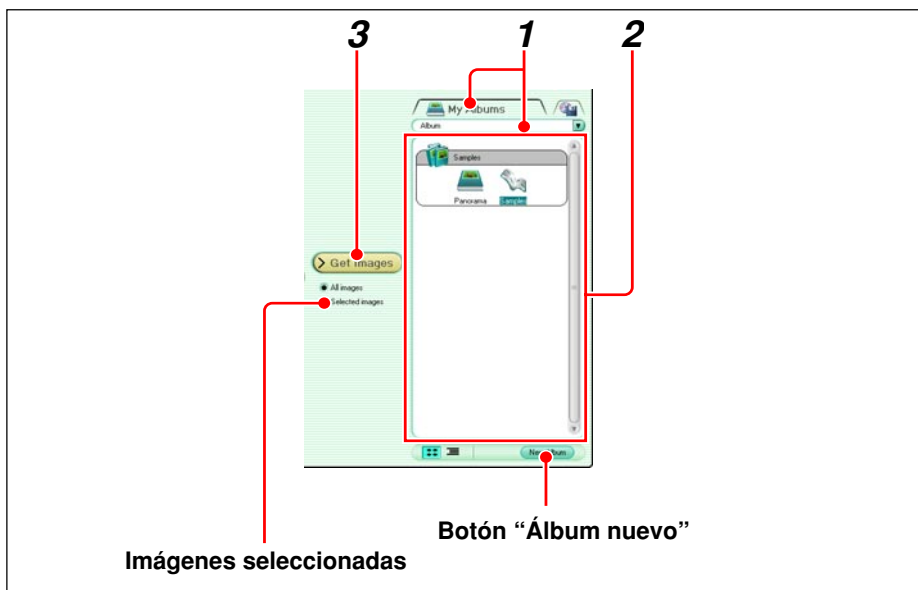 3 1 2
My Albums
Album
Samples
Panorama Samples
Get Images
All images
Selected images
New Album
Botón “Álbum nuevo”
Imágenes seleccionadas